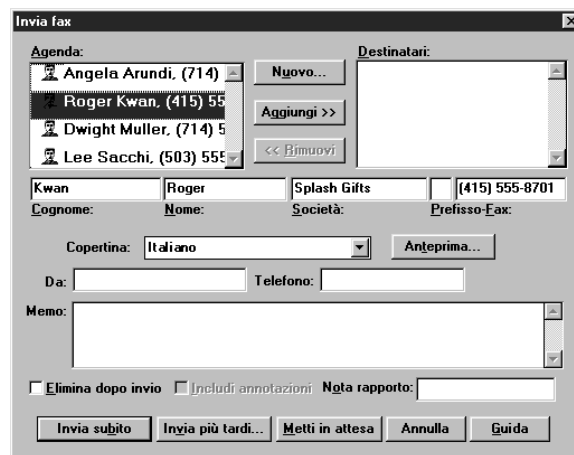 Invia fax
Agenda:
Destinatari:
Angela Arundi, (714)
Roger Kwan, (415) 55
Dwight Muller, (714) 5
Lee Sacchi, (503) 555
Nuovo...
Aggiungi >>
<< Rimuovi
Kwan Roger Splash Gifts (415) 555-8701
Cognome: Nome: Società: Prefisso-Fax:
Copertina: Italiano Anteprima...
Da: Telefono:
Memo:
Elimina dopo invio Includi annotazioni Nota rapporto:
Invia subito Invia più tardi... Metti in attesa Annulla Guida